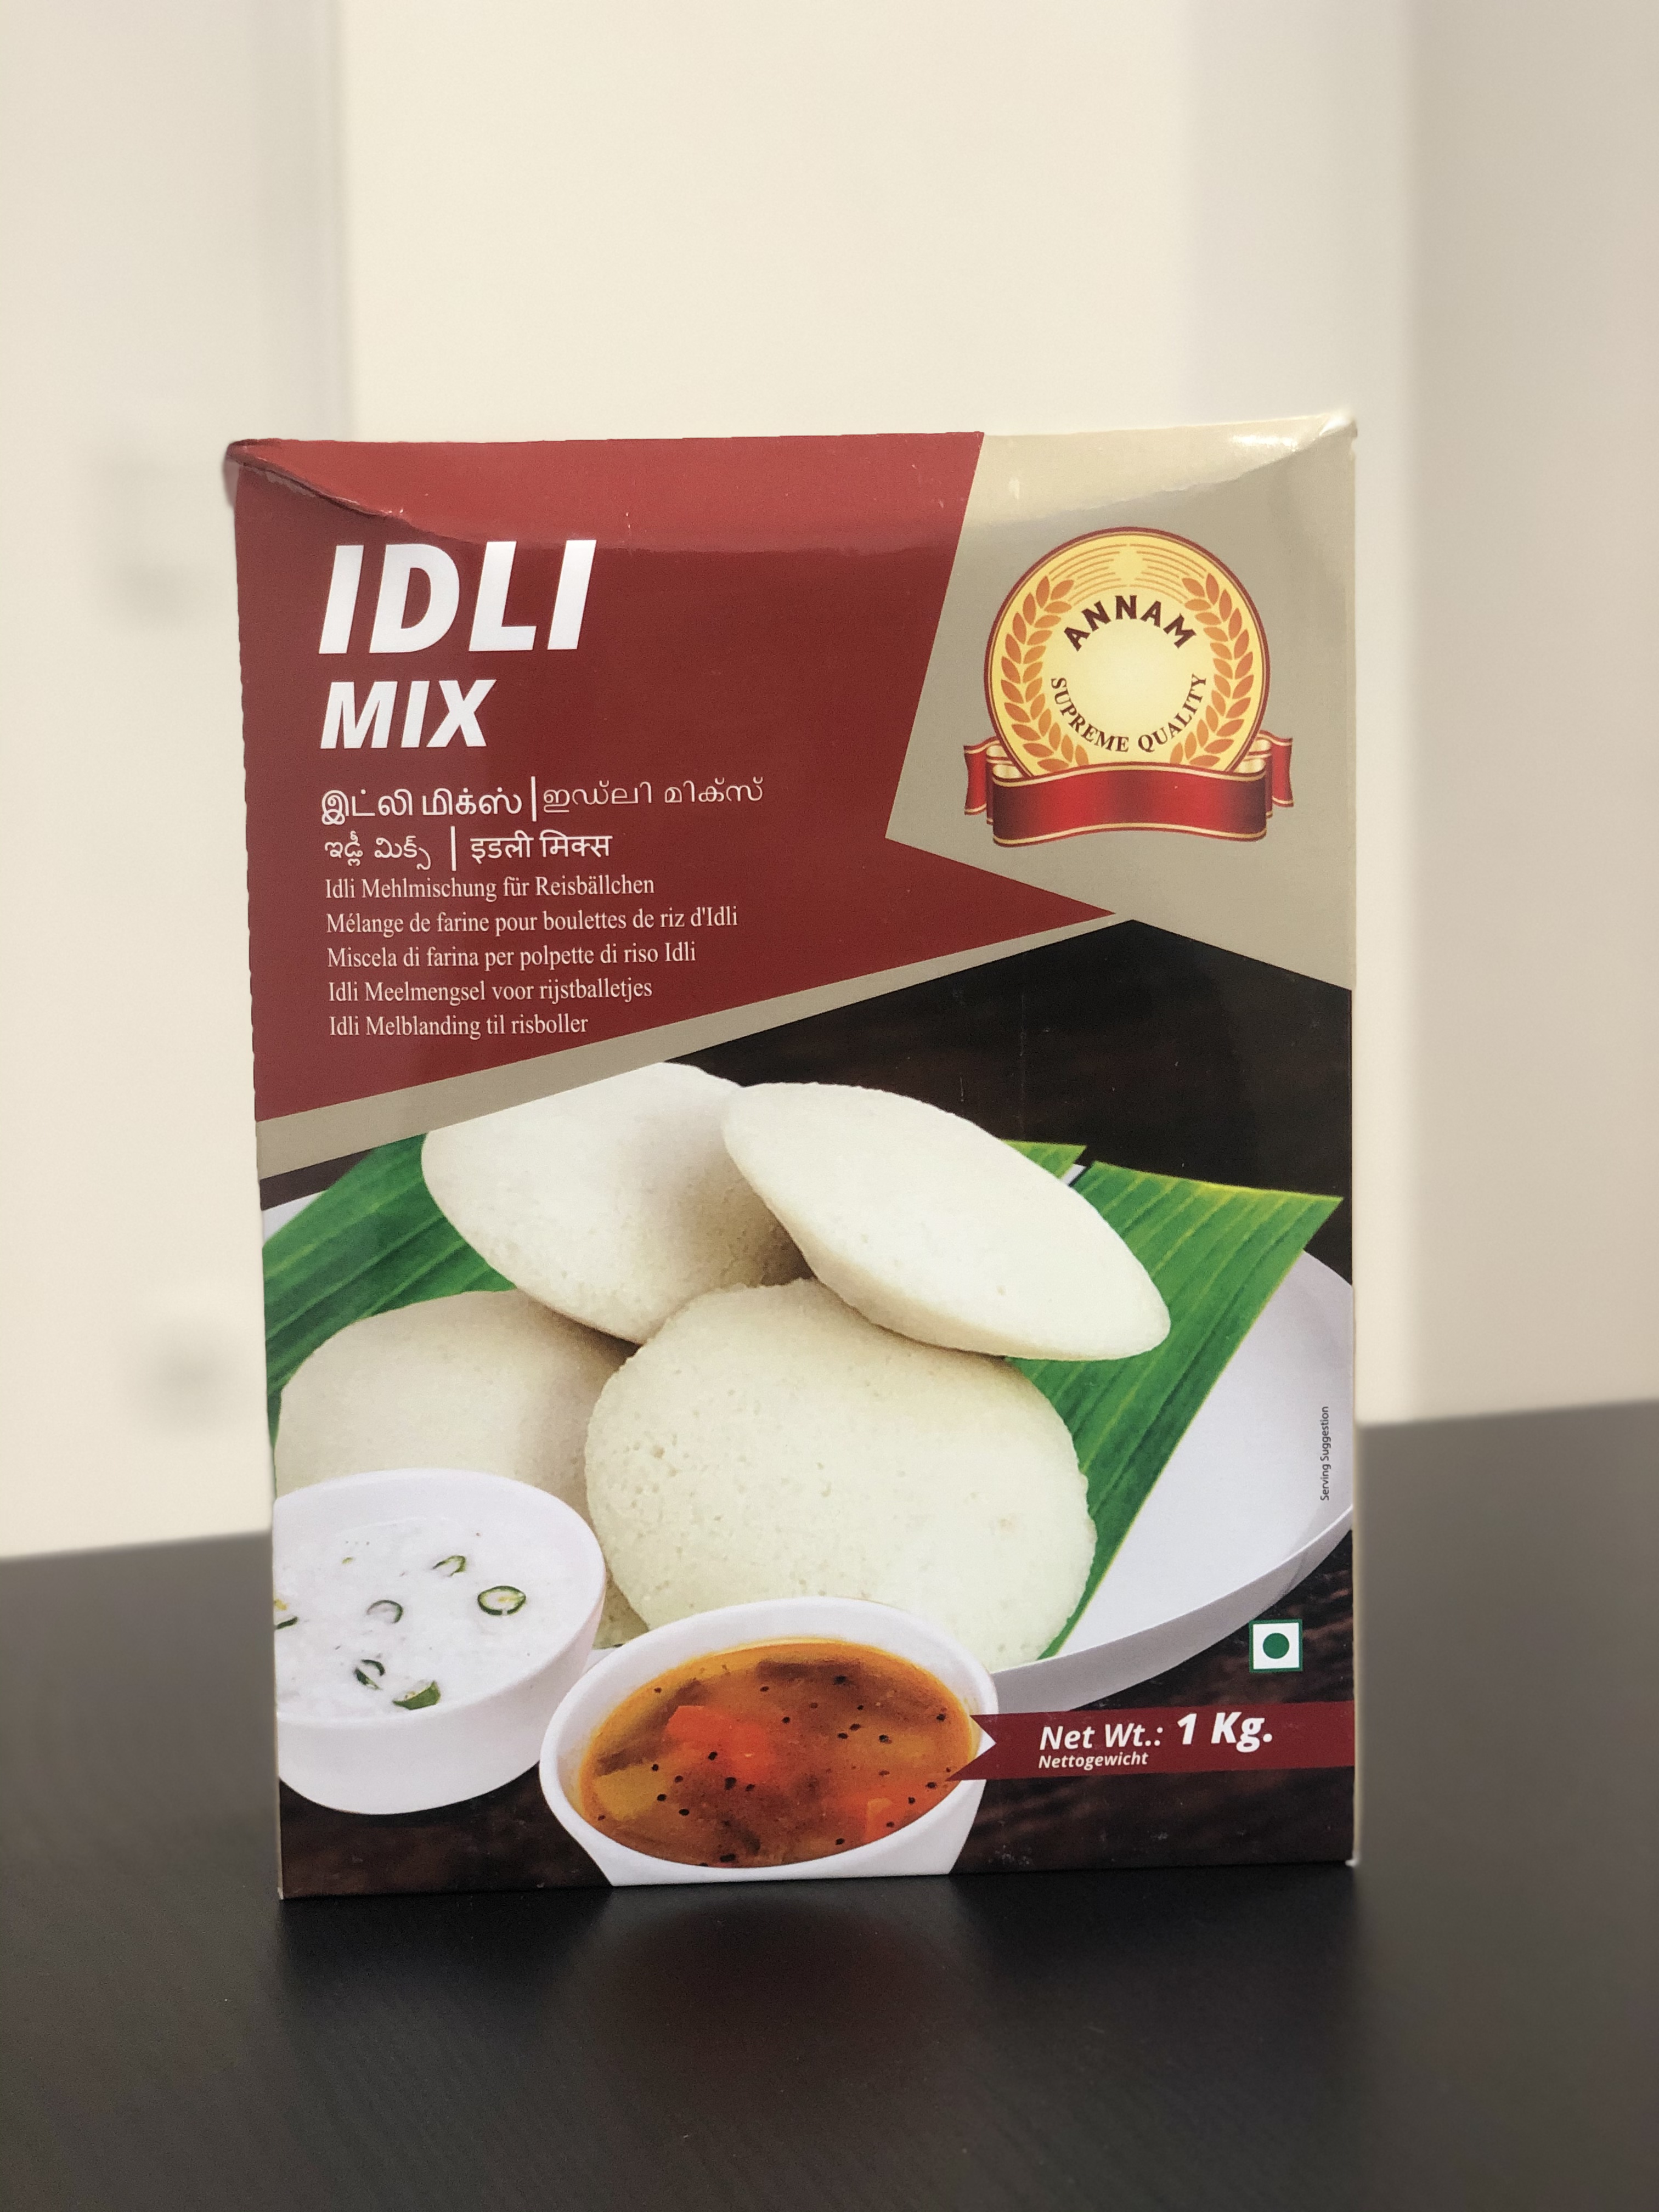 IDLI
MIX
இட்லி மிக்ஸ் | ഇഡ്ലി മിക്സ്
ఇడ్లీ మిక్స్ | इडली मिक्स
Idli Mehlmischung für Reisbällchen
Mélange de farine pour boulettes de riz d'Idli
Miscela di farina per polpette di riso Idli
Idli Meelmengsel voor rijstballetjes
Idli Melblanding til risboller
ANNAM
SUPREME QUALITY
Serving Suggestion
Net Wt.: 1 Kg.
Nettogewicht